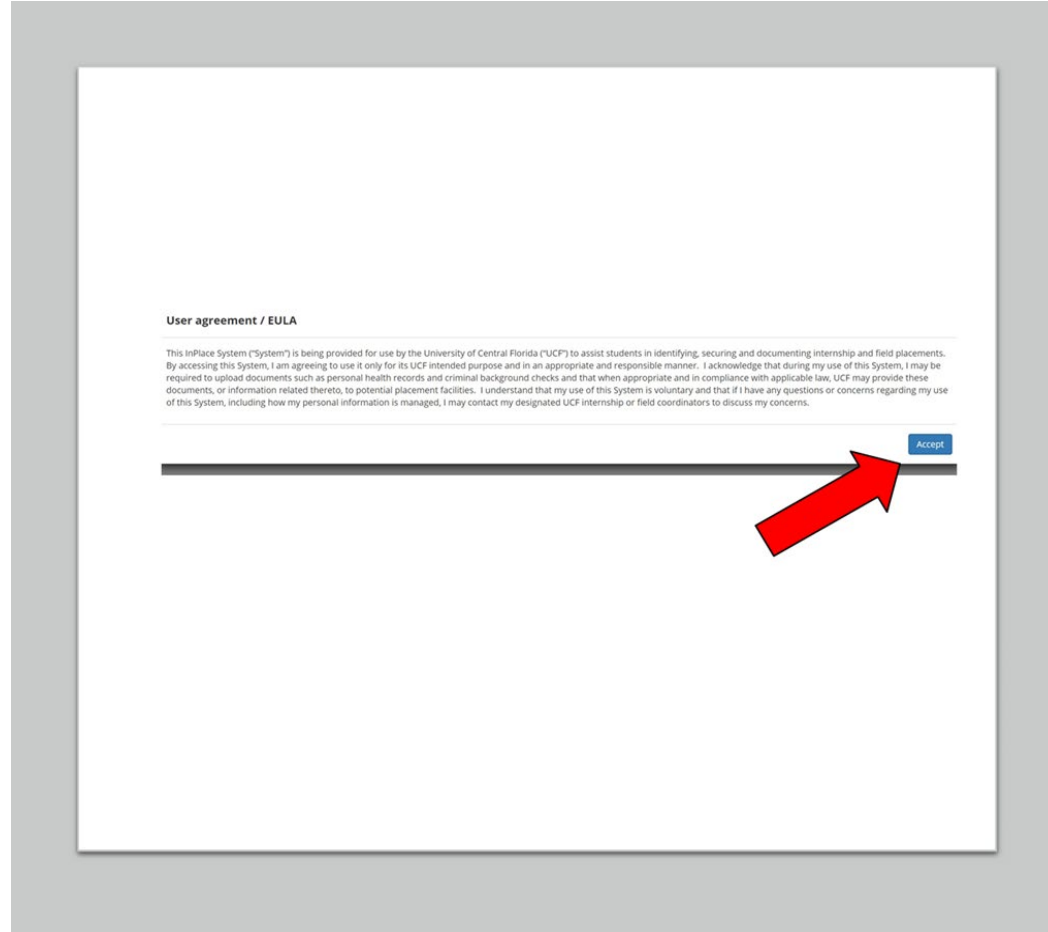 User agreement / EULA
This InPlace System ("System") is being provided for use by the University of Central Florida ("UCF") to assist students in identifying, securing and documenting internship and field placements.
By accessing this System, I am agreeing to use it only for its UCF intended purpose and in an appropriate and responsible manner.  I acknowledge that during my use of this System, I may be
required to upload documents such as personal health records and criminal background checks and that when appropriate and in compliance with applicable law, UCF may provide these
documents, or information related thereto, to potential placement facilities.  I understand that my use of this System is voluntary and that if I have any questions or concerns regarding my use
of this System, including how my personal information is managed, I may contact my designated UCF internship or field coordinators to discuss my concerns.
Accept